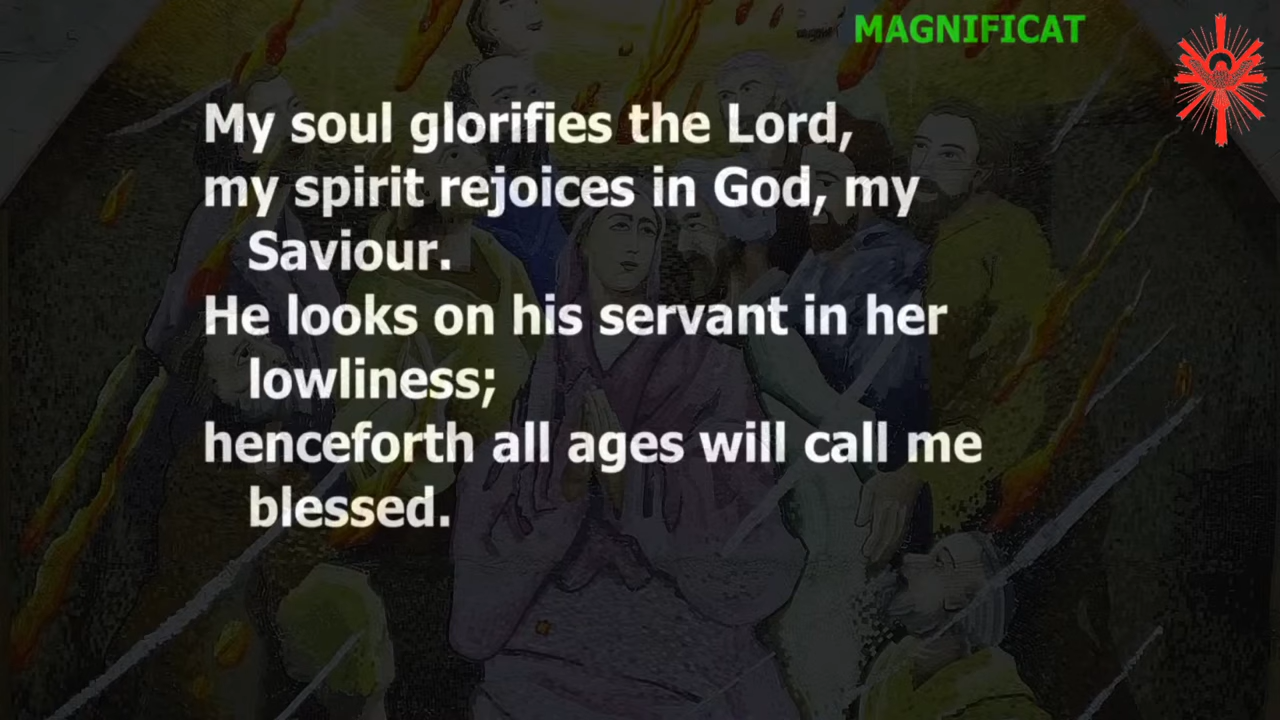 MAGNIFICAT
My soul glorifies the Lord,
my spirit rejoices in God, my
Saviour.
He looks on his servant in her
lowliness;
henceforth all ages will call me
blessed.